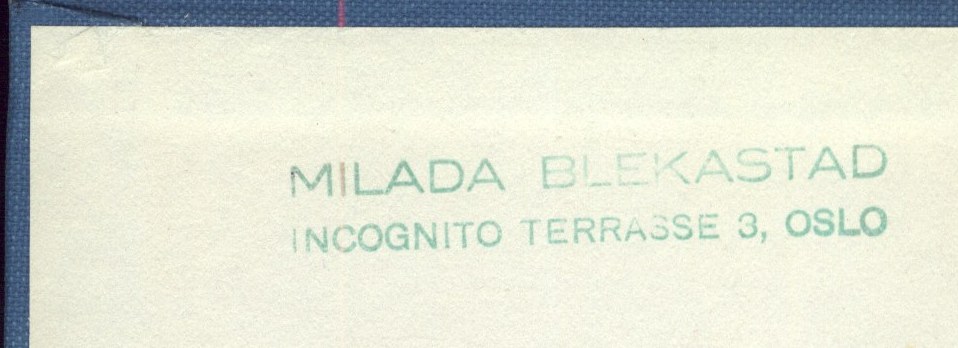 MILADA BLEKASTAD
INCOGNITO TERRASSE 3, OSLO